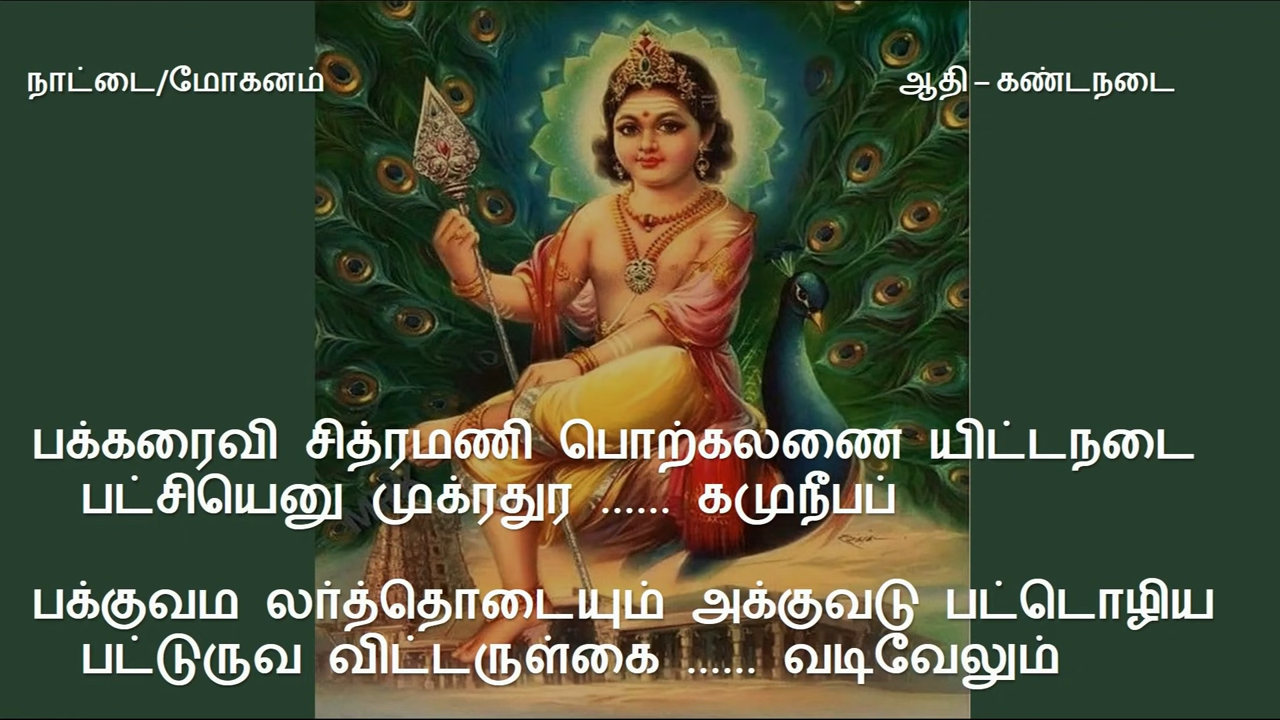 நாட்டை/மோகனம்
ஆதி – கண்டநடை
பக்கரைவி சித்ரமணி பொற்கலணை யிட்டநடை
பட்சியெனு முக்ரதுர ...... கமுநீபப்
பக்குவம லர்த்தொடையும் அக்குவடு பட்டொழிய
பட்டுருவ விட்டருள்கை ...... வடிவேலும்